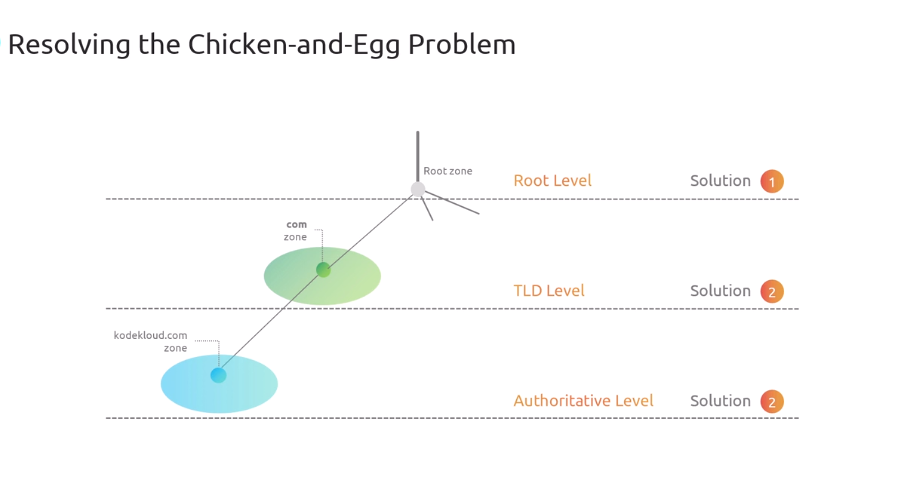 Resolving the Chicken-and-Egg Problem
Root zone
Root Level
Solution 1
com
zone
TLD Level
Solution 2
kodekloud.com
zone
Authoritative Level
Solution 2